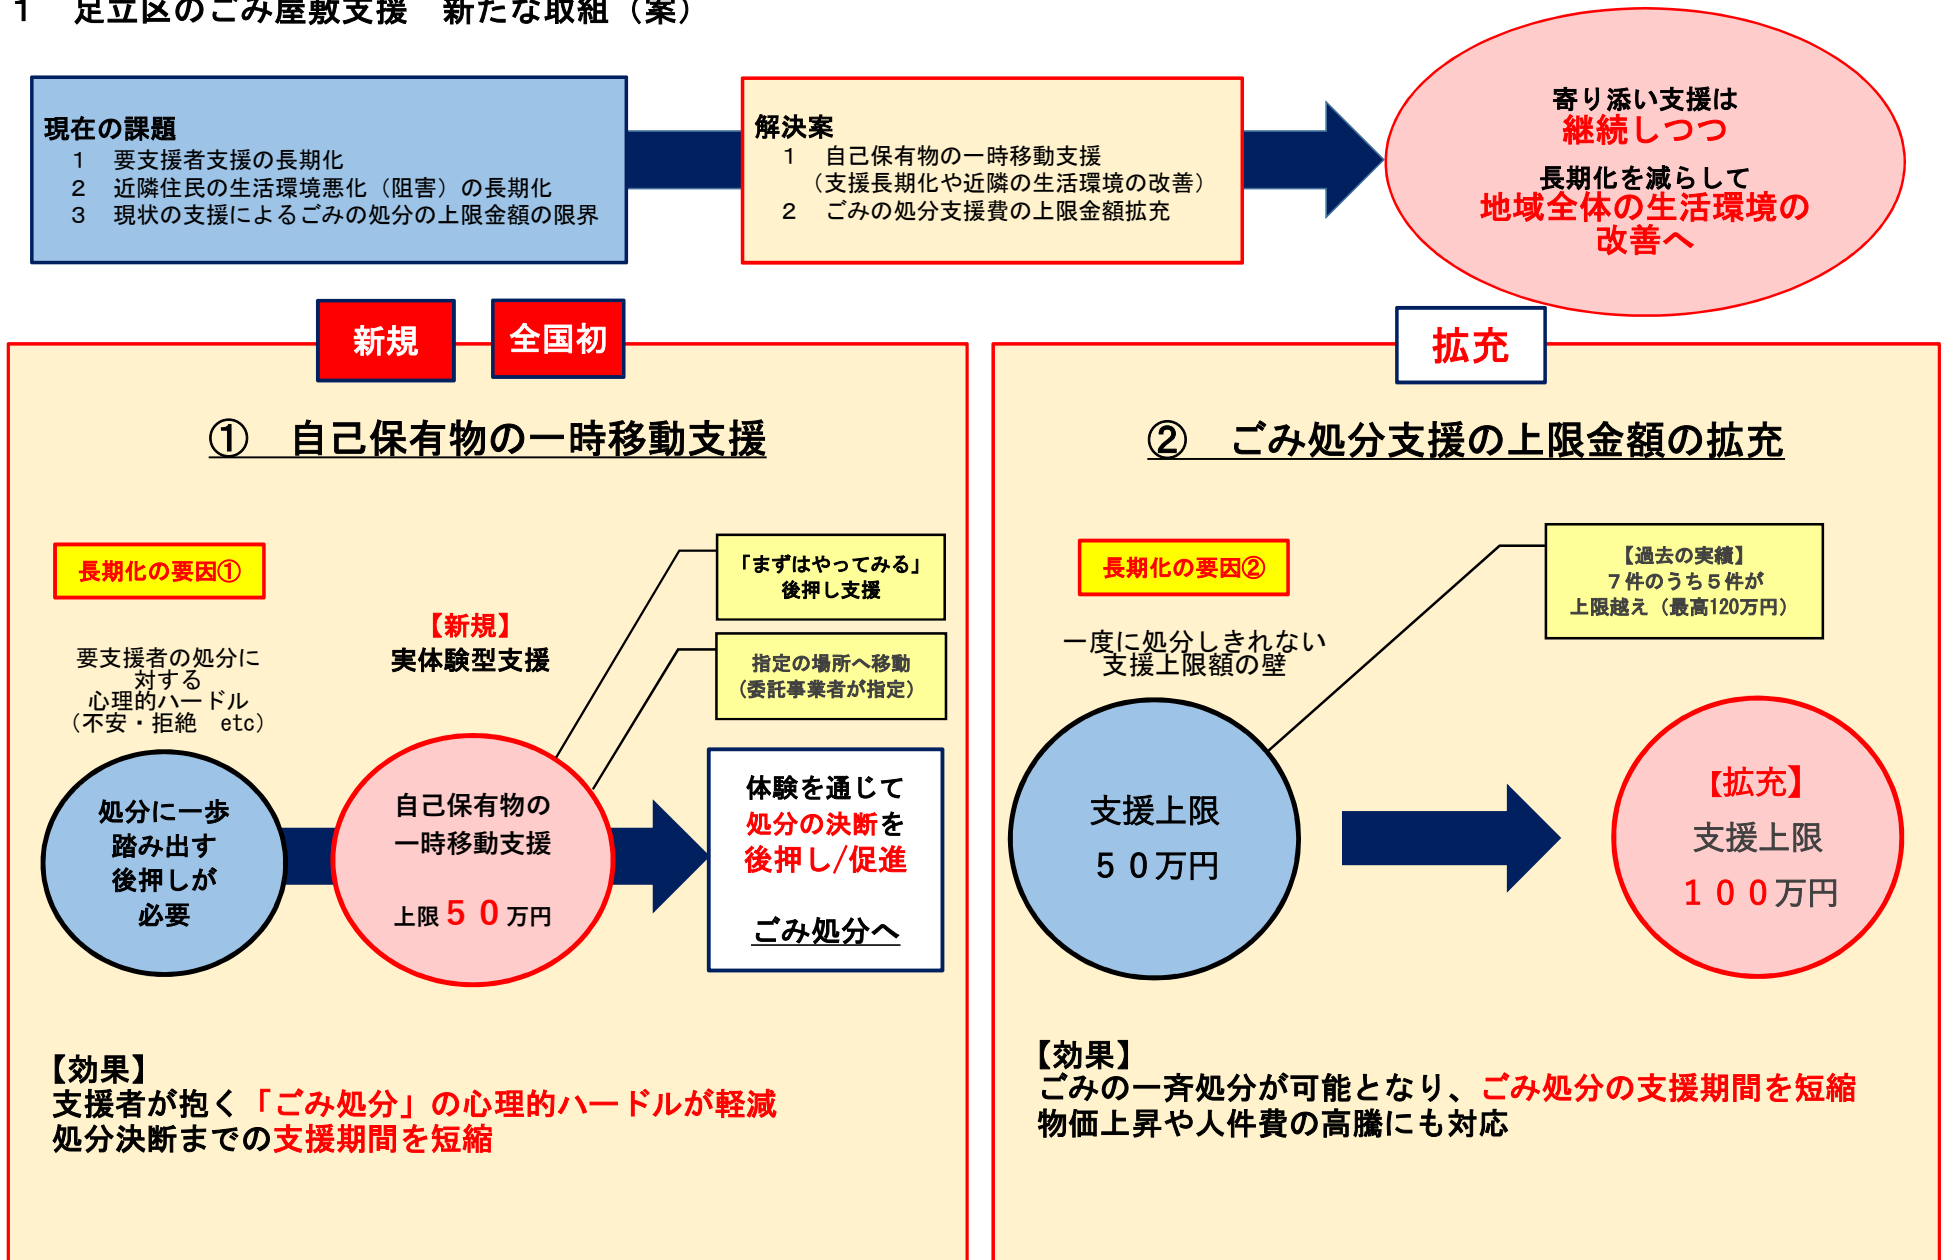 １　足立区のごみ屋敷支援　新たな取組（案）
現在の課題
１　要支援者支援の長期化
２　近隣住民の生活環境悪化（阻害）の長期化
３　現状の支援によるごみの処分の上限金額の限界
解決案
１　自己保有物の一時移動支援
（支援長期化や近隣の生活環境の改善）
２　ごみの処分支援費の上限金額拡充
寄り添い支援は
継続しつつ
長期化を減らして
地域全体の生活環境の
改善へ
新規
全国初
①　自己保有物の一時移動支援
長期化の要因①
要支援者の処分に
対する
心理的ハードル
（不安・拒絶　etc）
処分に一歩
踏み出す
後押しが
必要
【新規】
実体験型支援
自己保有物の
一時移動支援
上限５０万円
「まずはやってみる」
後押し支援
指定の場所へ移動
（委託事業者が指定）
体験を通じて
処分の決断を
後押し/促進
ごみ処分へ
【効果】
支援者が抱く「ごみ処分」の心理的ハードルが軽減
処分決断までの支援期間を短縮
拡充
②　ごみ処分支援の上限金額の拡充
長期化の要因②
一度に処分しきれない
支援上限額の壁
支援上限
５０万円
【過去の実績】
７件のうち５件が
上限越え（最高120万円）
【拡充】
支援上限
１００万円
【効果】
ごみの一斉処分が可能となり、ごみ処分の支援期間を短縮
物価上昇や人件費の高騰にも対応